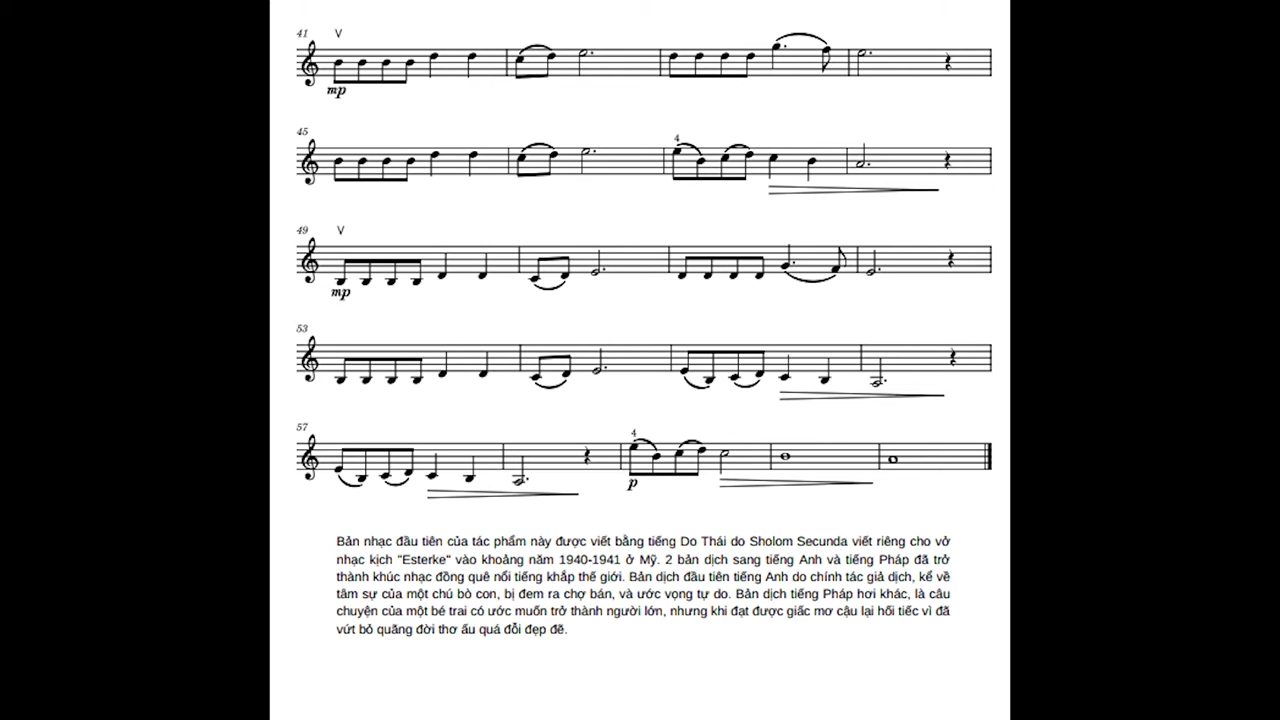 41
V
mp
45
4
49
V
mp
53
57
4
p
Bản nhạc đầu tiên của tác phẩm này được viết bằng tiếng Do Thái do Sholom Secunda viết riêng cho vở
nhạc kịch "Esterke" vào khoảng năm 1940-1941 ở Mỹ. 2 bản dịch sang tiếng Anh và tiếng Pháp đã trở
thành khúc nhạc đồng quê nổi tiếng khắp thế giới. Bản dịch đầu tiên tiếng Anh do chính tác giả dịch, kể về
tâm sự của một chú bò con, bị đem ra chợ bán, và ước vọng tự do. Bản dịch tiếng Pháp hơi khác, là câu
chuyện của một bé trai có ước muốn trở thành người lớn, nhưng khi đạt được giấc mơ cậu lại hối tiếc vì đã
vứt bỏ quãng đời thơ ấu quá đỗi đẹp đẽ.